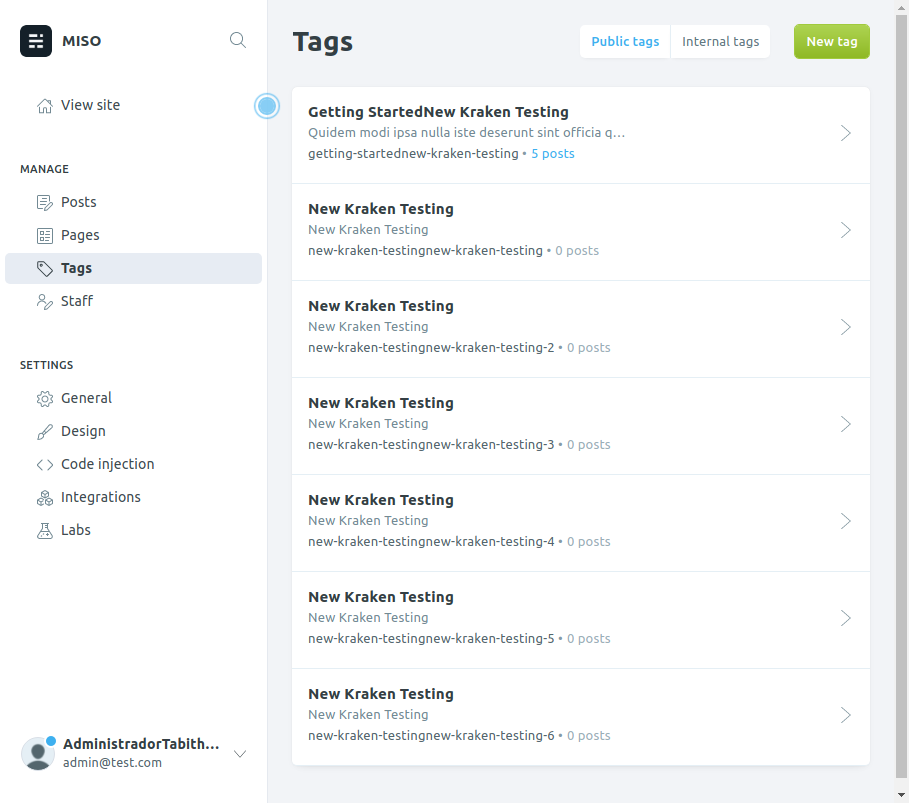 MISO
View site
MANAGE
Posts
Pages
Tags
Staff
SETTINGS
General
Design
Code injection
Integrations
Labs
AdministradorTabith...
admin@test.com
Tags
Public tags
Internal tags
New tag
Getting StartedNew Kraken Testing
Quidem modi ipsa nulla iste deserunt sint officia q...
getting-startednew-kraken-testing • 5 posts
New Kraken Testing
New Kraken Testing
new-kraken-testingnew-kraken-testing • 0 posts
New Kraken Testing
New Kraken Testing
new-kraken-testingnew-kraken-testing-2 • 0 posts
New Kraken Testing
New Kraken Testing
new-kraken-testingnew-kraken-testing-3 • 0 posts
New Kraken Testing
New Kraken Testing
new-kraken-testingnew-kraken-testing-4 • 0 posts
New Kraken Testing
New Kraken Testing
new-kraken-testingnew-kraken-testing-5 • 0 posts
New Kraken Testing
New Kraken Testing
new-kraken-testingnew-kraken-testing-6 • 0 posts